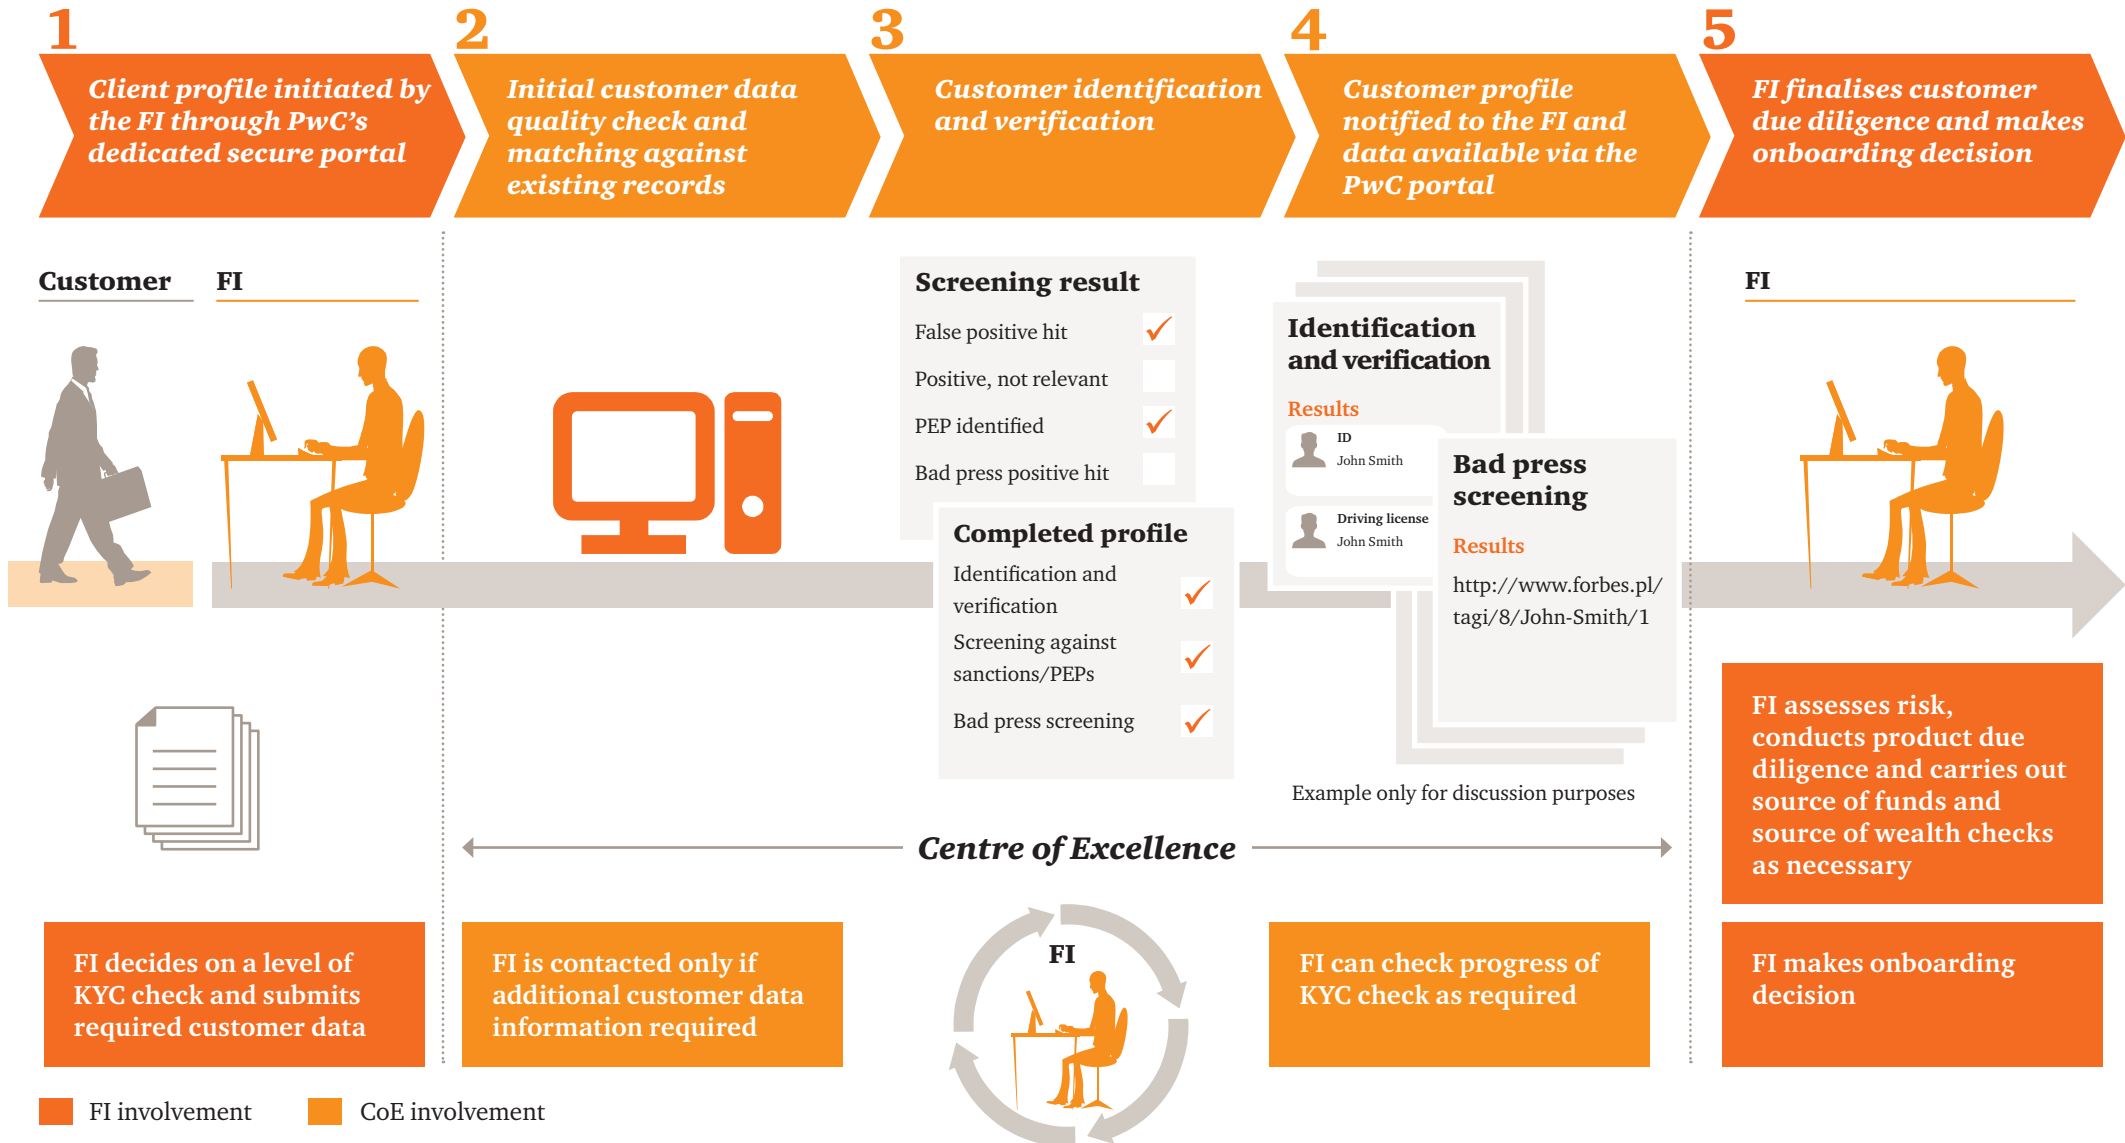 1
Client profile initiated by
the FI through PwC's
dedicated secure portal
2
Initial customer data
quality check and
matching against
existing records
3
Customer identification
and verification
4
Customer profile
notified to the FI and
data available via the
PwC portal
5
FI finalises customer
due diligence and makes
onboarding decision
Customer
FI
Screening result
False positive hit
Positive, not relevant
PEP identified
Bad press positive hit
Completed profile
Identification and
verification
Screening against
sanctions/PEPs
Bad press screening
Identification
and verification
Results
ID
John Smith
Driving license
John Smith
Bad press
screening
Results
http://www.forbes.pl/
tagi/8/John-Smith/1
Example only for discussion purposes
FI
FI assesses risk,
conducts product due
diligence and carries out
source of funds and
source of wealth checks
as necessary
Centre of Excellence
FI decides on a level of
KYC check and submits
required customer data
FI is contacted only if
additional customer data
information required
FI
FI can check progress of
KYC check as required
FI makes onboarding
decision
FI involvement
CoE involvement